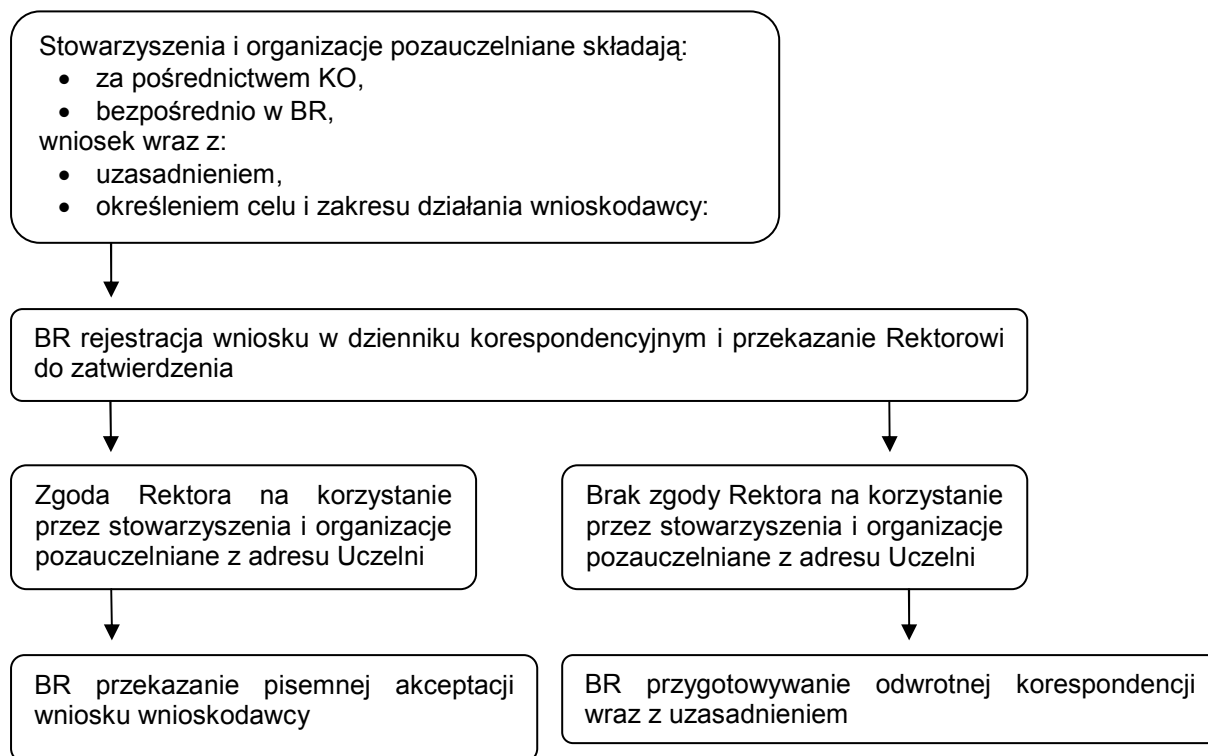 Stowarzyszenia i organizacje pozauczelniane składają:
• za pośrednictwem KO,
• bezpośrednio w BR,
wniosek wraz z:
• uzasadnieniem,
• określeniem celu i zakresu działania wnioskodawcy:
BR rejestracja wniosku w dzienniku korespondencyjnym i przekazanie Rektorowi
do zatwierdzenia
Zgoda Rektora na korzystanie
przez stowarzyszenia i organizacje
pozauczelniane z adresu Uczelni
Brak zgody Rektora na korzystanie
przez stowarzyszenia i organizacje
pozauczelniane z adresu Uczelni
BR przekazanie pisemnej akceptacji
wniosku wnioskodawcy
BR przygotowywanie odwrotnej korespondencji
wraz z uzasadnieniem